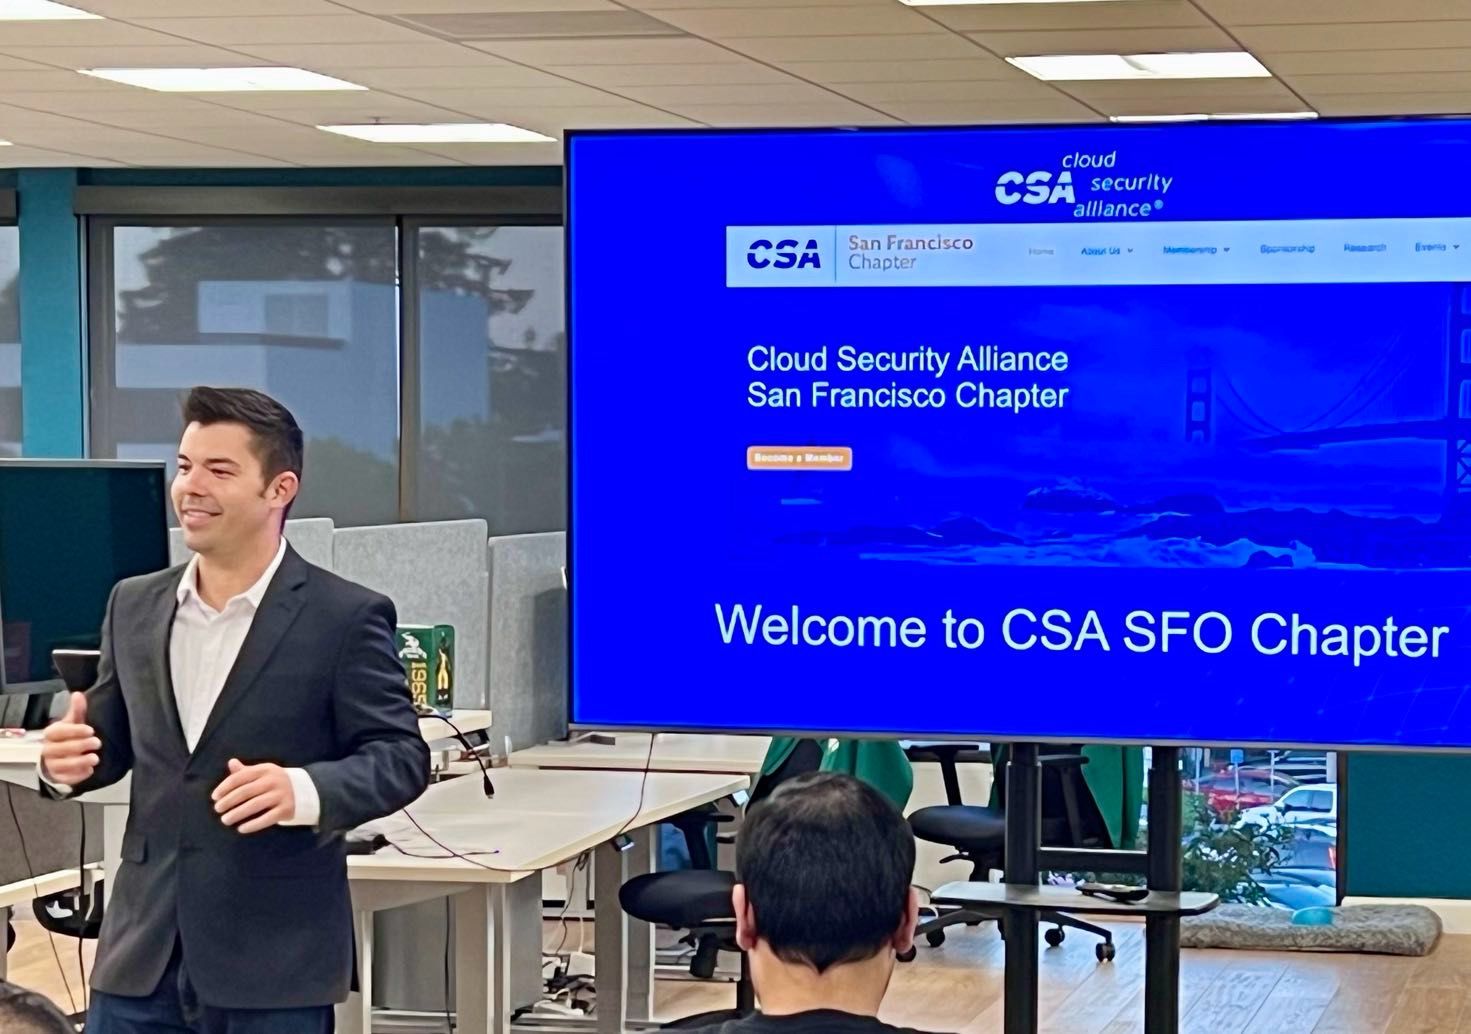 cloud
CSA security
alliance®
CSA San Francisco
Chapter
Home About Us Membership Sponsorship Research Events
Cloud Security Alliance
San Francisco Chapter
Become a Member
Welcome to CSA SFO Chapter
1965